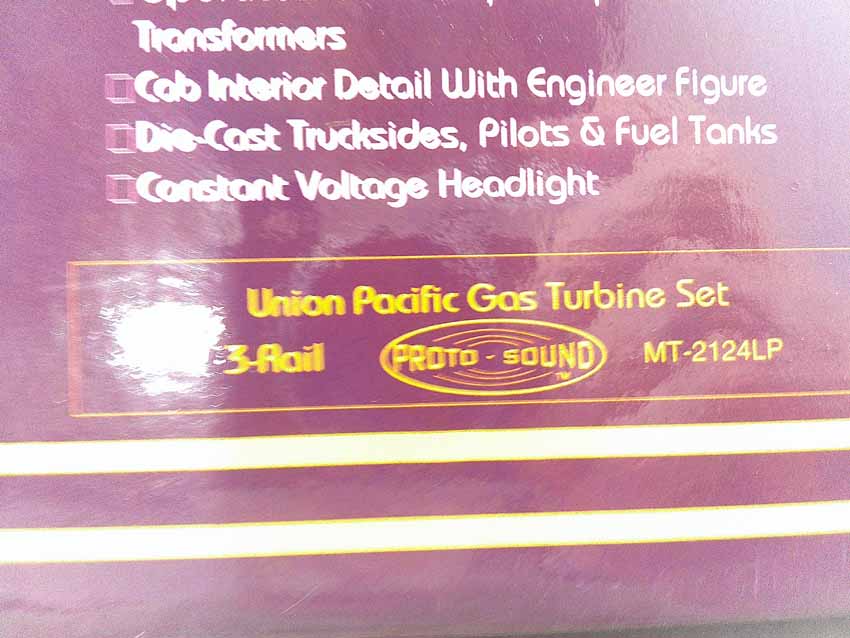 Transformers
Cab Interior Detail With Engineer Figure
Die-Cast Trucksides, Pilots & Fuel Tanks
Constant Voltage Headlight
Union Pacific Gas Turbine Set
3-Rail PROTO - SOUND TM MT-2124LP